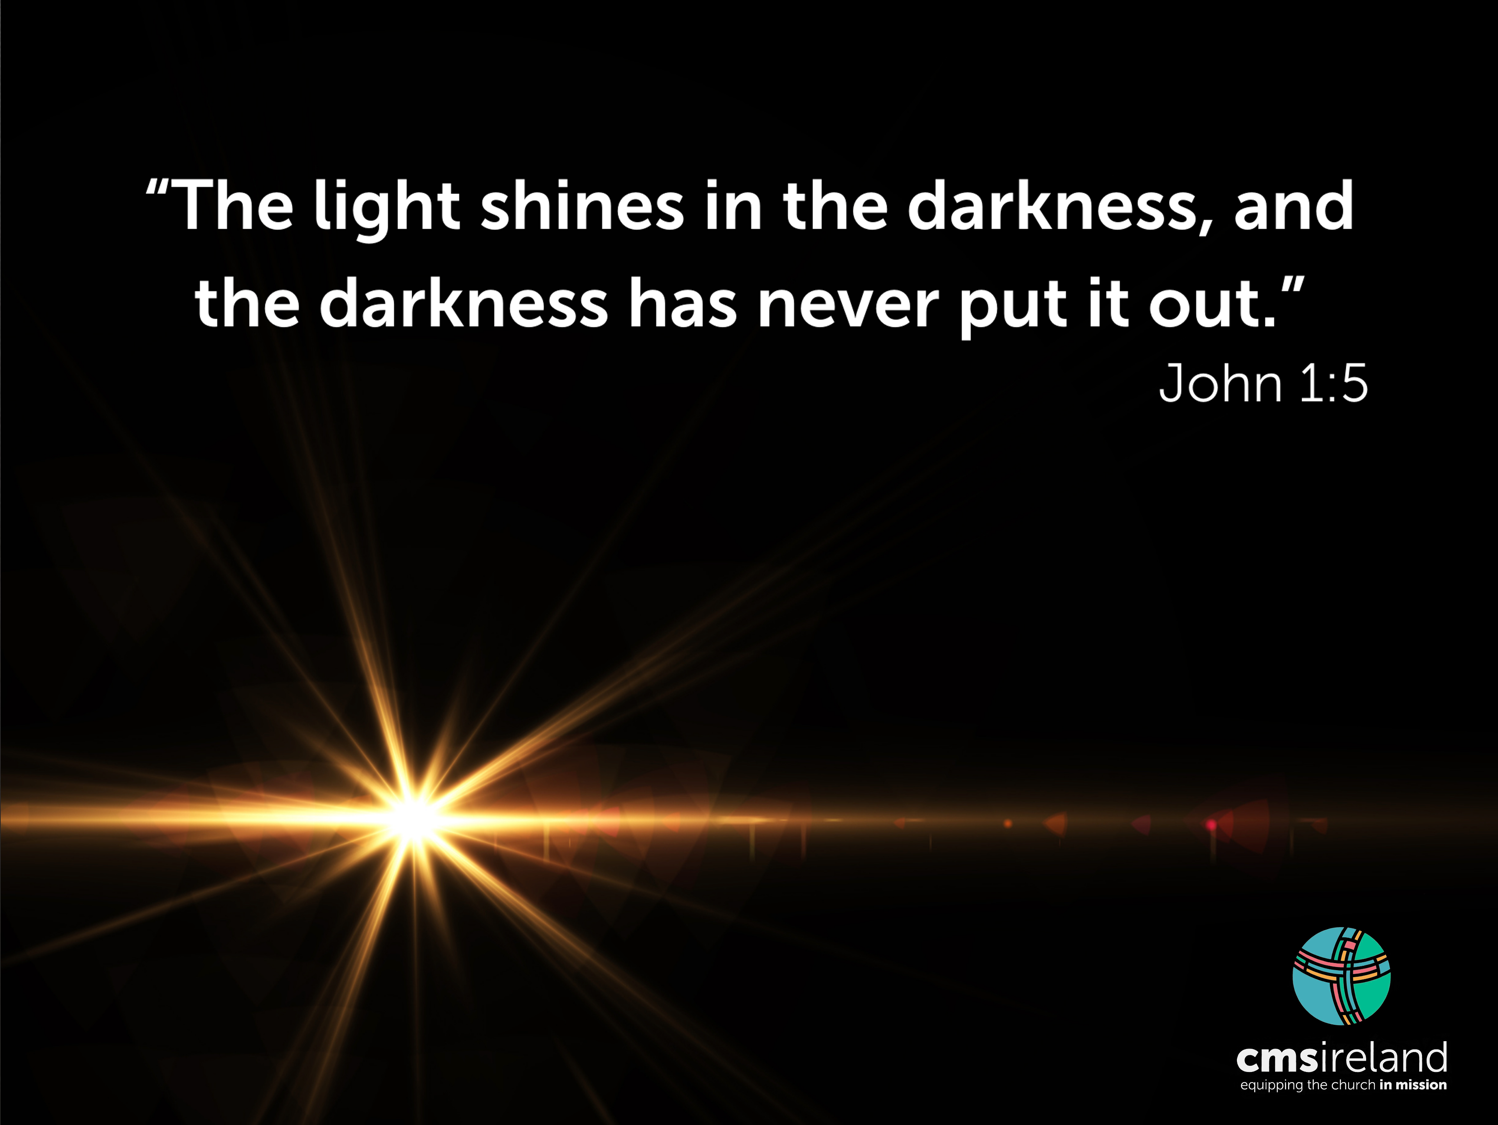 “The light shines in the darkness, and
the darkness has never put it out.”
John 1:5
cmsireland
equipping the church in mission